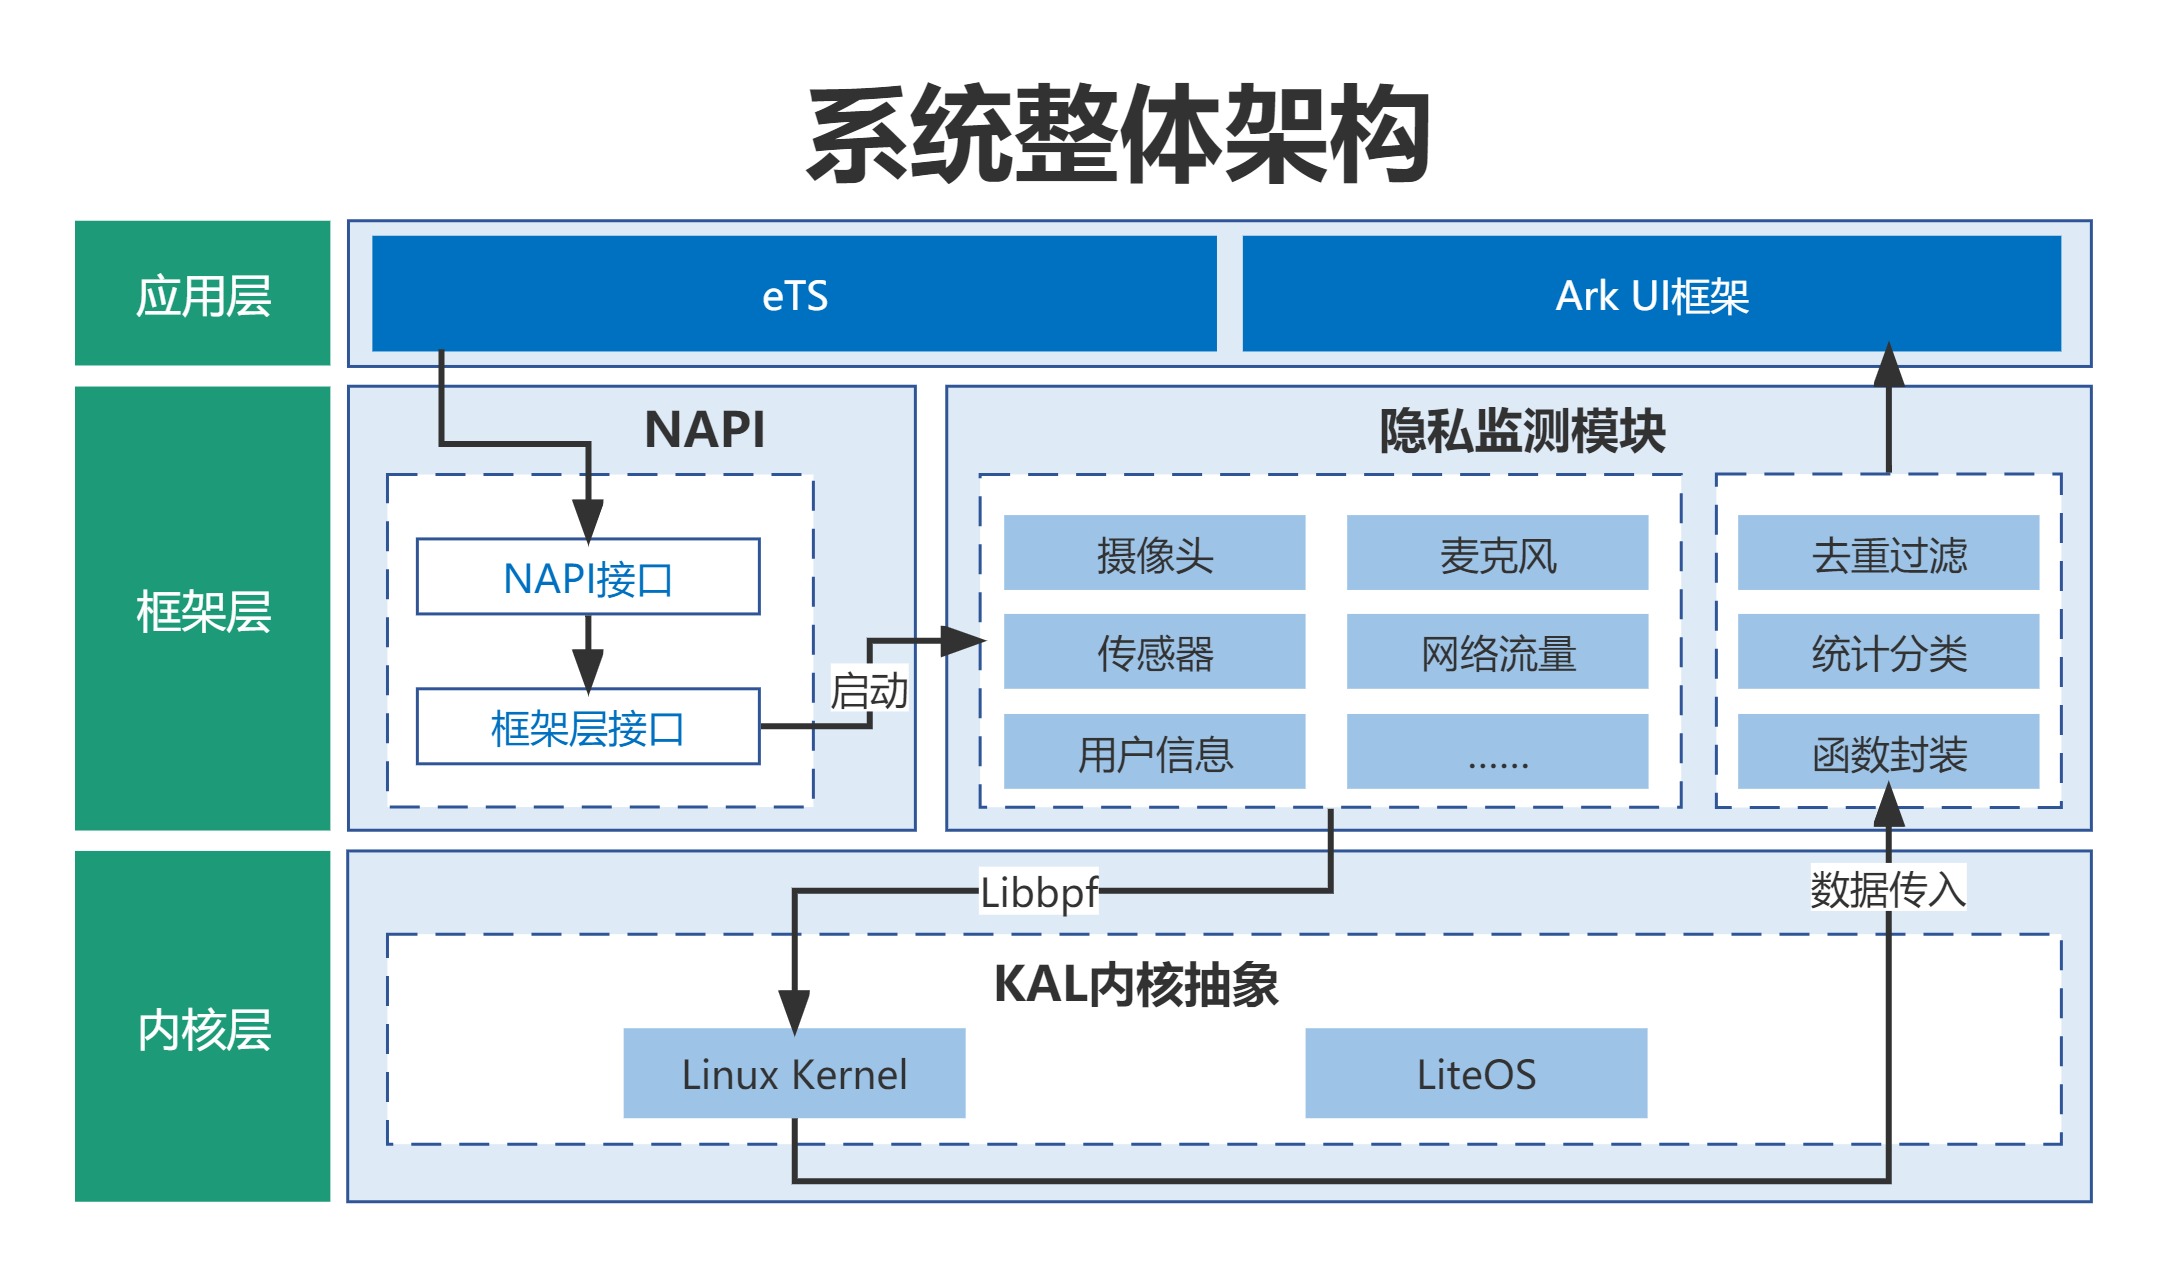 系统整体架构
应用层
eTS
Ark UI框架
框架层
NAPI
NAPI接口
框架层接口
启动
隐私监测模块
摄像头
麦克风
传感器
网络流量
用户信息
......
去重过滤
统计分类
函数封装
内核层
Libbpf
数据传入
KAL内核抽象
Linux Kernel
LiteOS